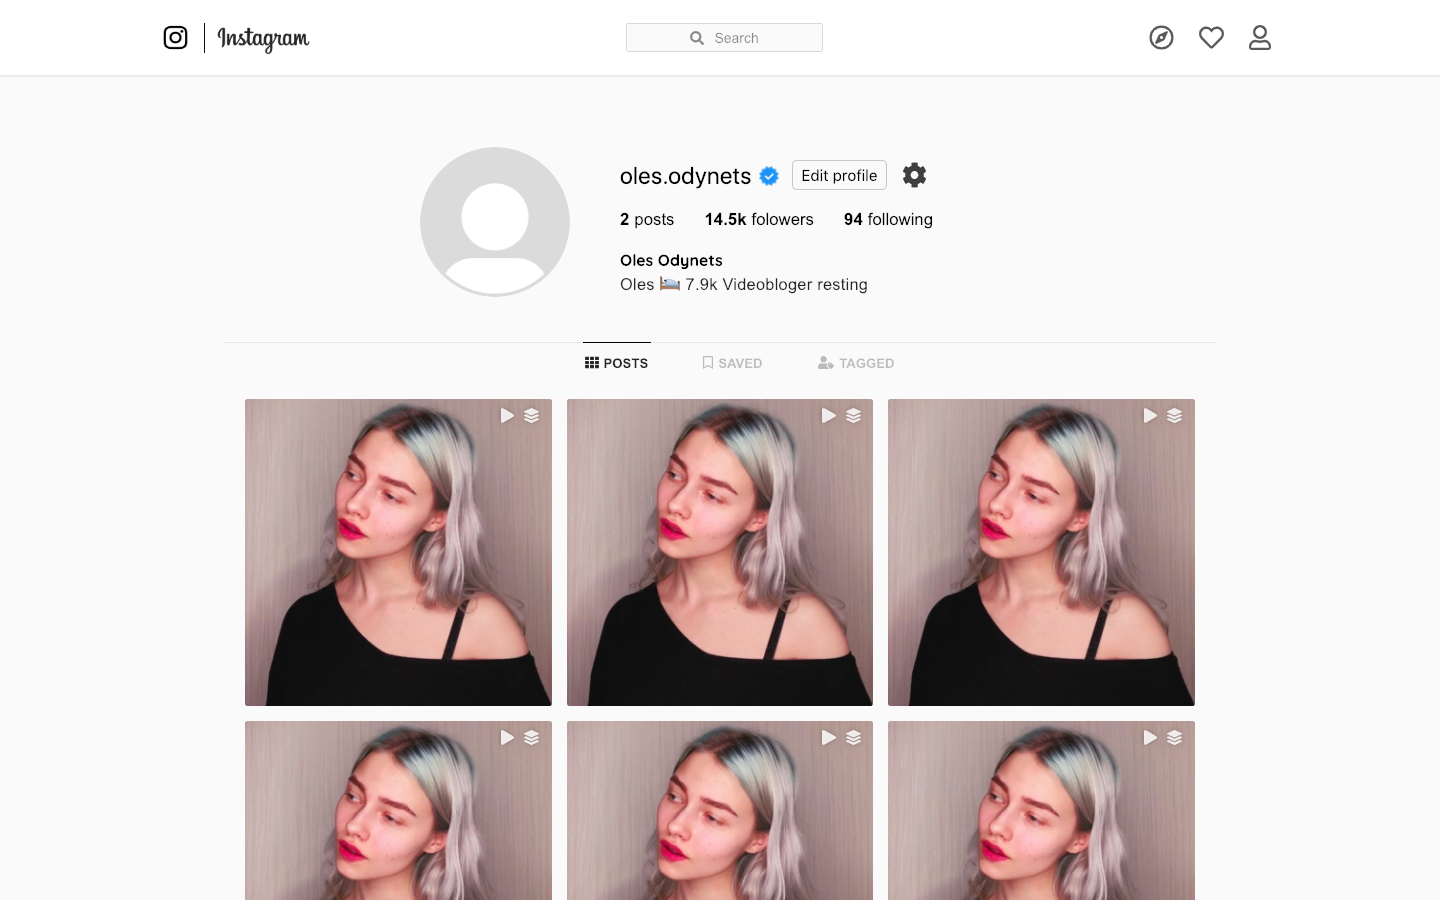 Instagram
Search
oles.odynets
Edit profile
2 posts 14.5k folowers 94 following
Oles Odynets
Oles 🛌 7.9k Videobloger resting
POSTS SAVED TAGGED